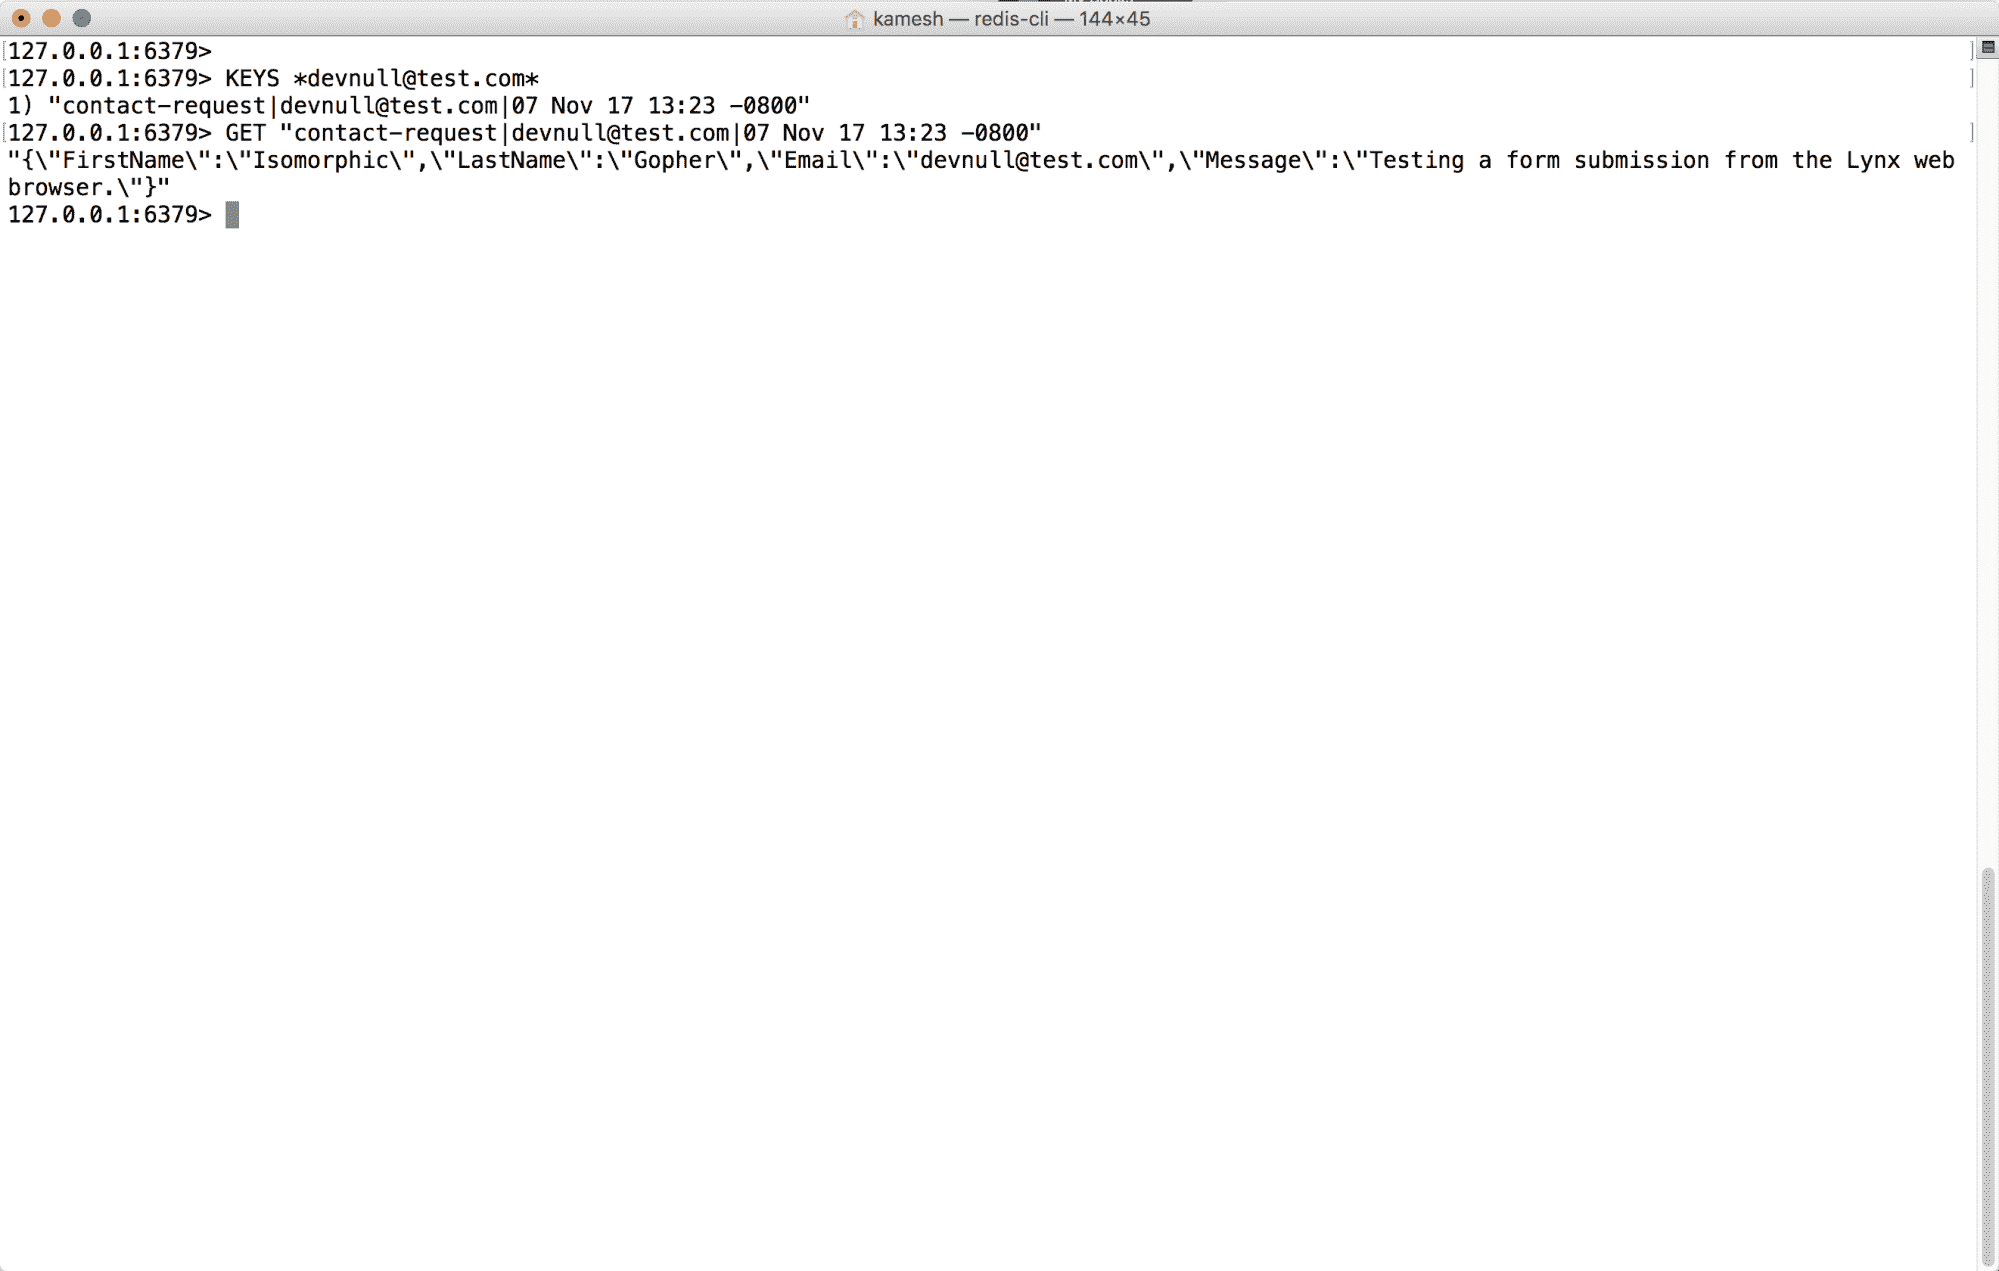 kamesh — redis-cli — 144×45
127.0.0.1:6379>
127.0.0.1:6379> KEYS *devnull@test.com*
1) "contact-request|devnull@test.com|07 Nov 17 13:23 -0800"
127.0.0.1:6379> GET "contact-request|devnull@test.com|07 Nov 17 13:23 -0800"
"{\"FirstName\":\"Isomorphic\",\"LastName\":\"Gopher\",\"Email\":\"devnull@test.com\",\"Message\":\"Testing a form submission from the Lynx web
browser.\"}"
127.0.0.1:6379>